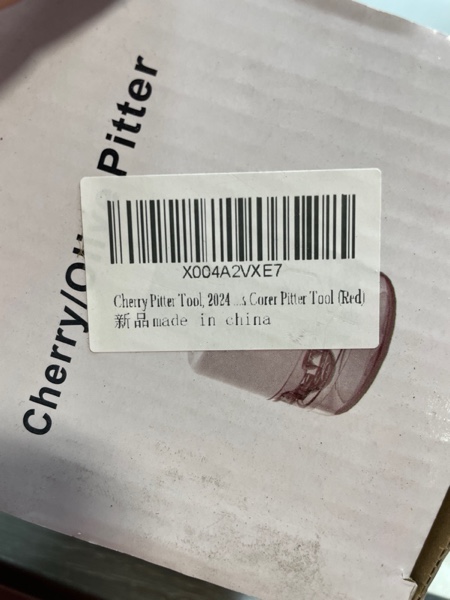 Cherry/ Pitter
X004A2VXE7
Cherry Pitter Tool, 2024 ...s Corer Pitter Tool (Red)
新品made in china